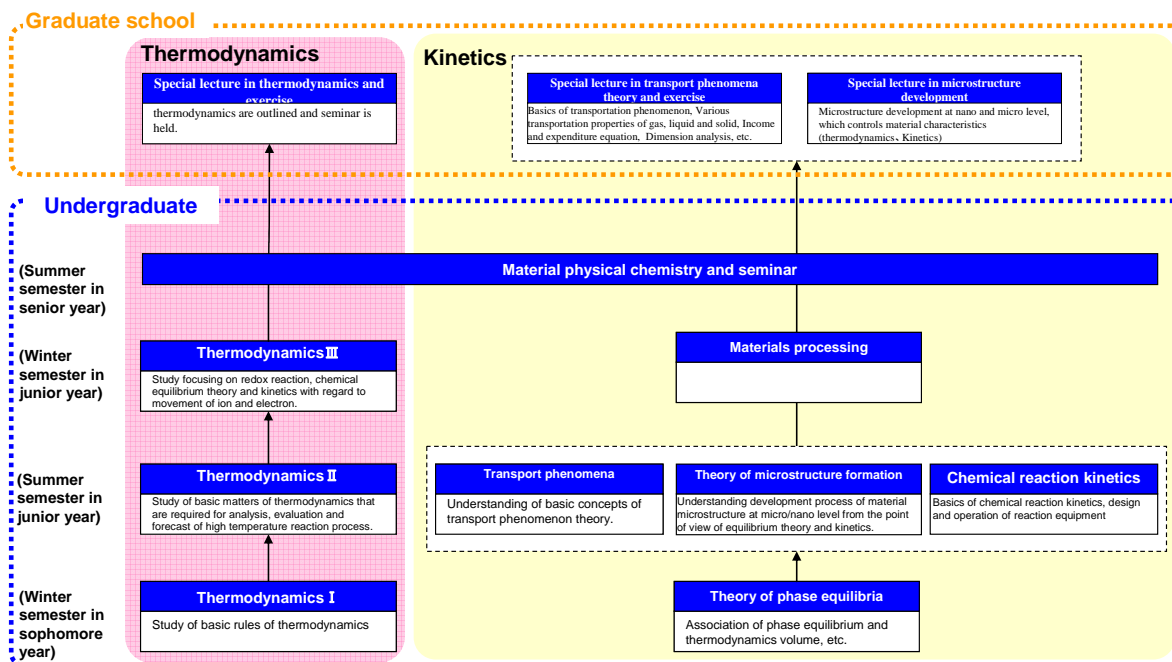 Graduate school
Thermodynamics
Kinetics
Special lecture in thermodynamics and
exercise
thermodynamics are outlined and seminar is
held.
Special lecture in transport phenomena
theory and exercise
Basics of transportation phenomenon, Various
transportation properties of gas, liquid and solid, Income
and expenditure equation, Dimension analysis, etc.
Special lecture in microstructure
development
Microstructure development at nano and micro level,
which controls material characteristics
(thermodynamics、Kinetics)
Undergraduate
(Summer
semester in
senior year)
Material physical chemistry and seminar
(Winter
semester in
junior year)
Thermodynamics Ⅲ
Study focusing on redox reaction, chemical
equilibrium theory and kinetics with regard to
movement of ion and electron.
Materials processing
(Summer
semester in
junior year)
Thermodynamics Ⅱ
Study of basic matters of thermodynamics that
are required for analysis, evaluation and
forecast of high temperature reaction process.
Transport phenomena
Understanding of basic concepts of
transport phenomenon theory.
Theory of microstructure formation
Understanding development process of material
microstructure at micro/nano level from the point
of view of equilibrium theory and kinetics.
Chemical reaction kinetics
Basics of chemical reaction kinetics, design
and operation of reaction equipment
(Winter
semester in
sophomore
year)
Thermodynamics Ⅰ
Study of basic rules of thermodynamics
Theory of phase equilibria
Association of phase equilibrium and
thermodynamics volume, etc.